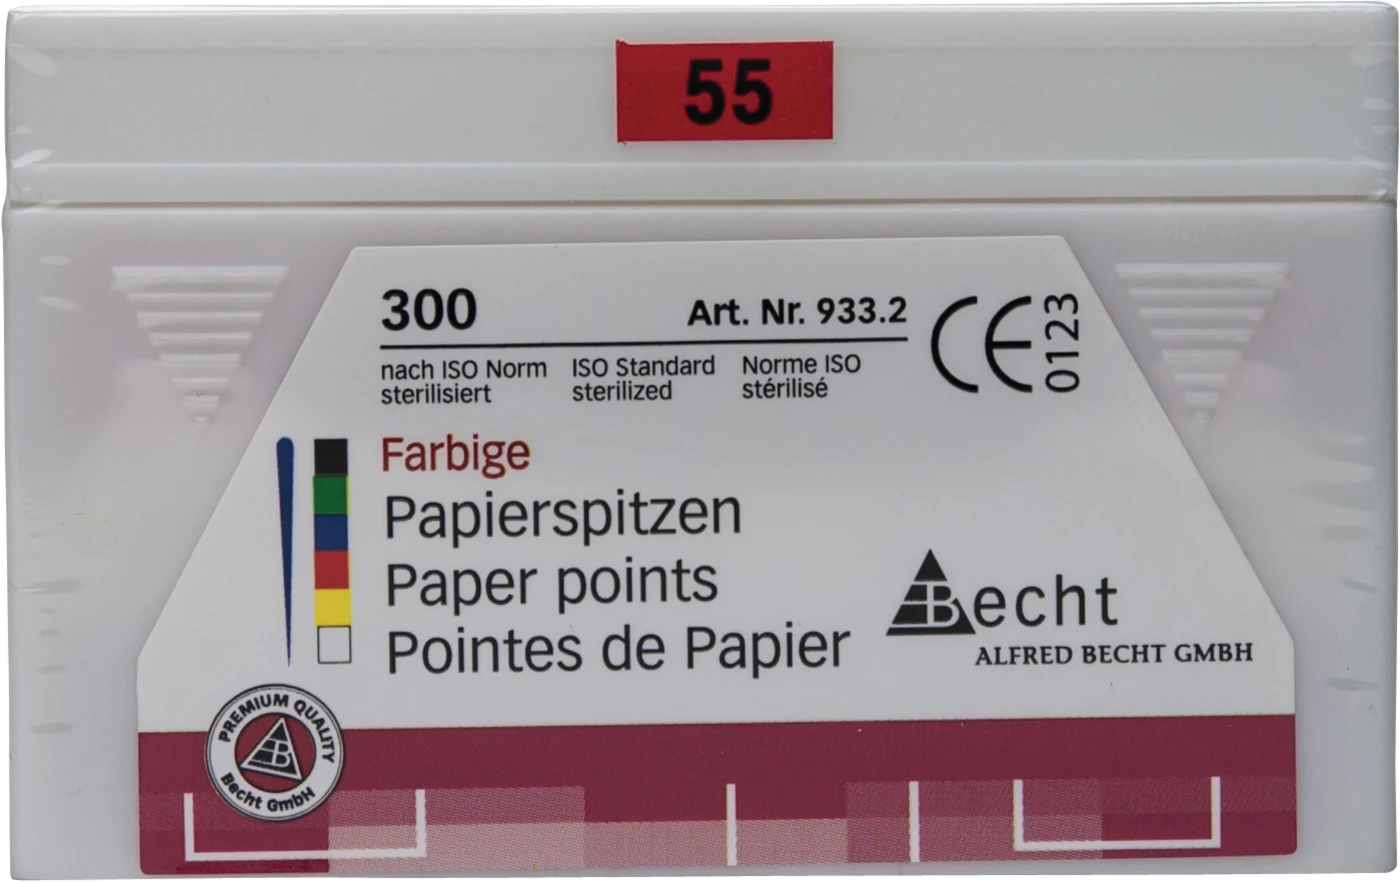 55
300 Art. Nr. 933.2
CE 0123
nach ISO Norm ISO Standard Norme ISO
sterilisiert sterilized stérilisé
Farbige
Papierspitzen
Paper points
Pointes de Papier
Becht
ALFRED BECHT GMBH
PREMIUM QUALITY
B
Becht GmbH